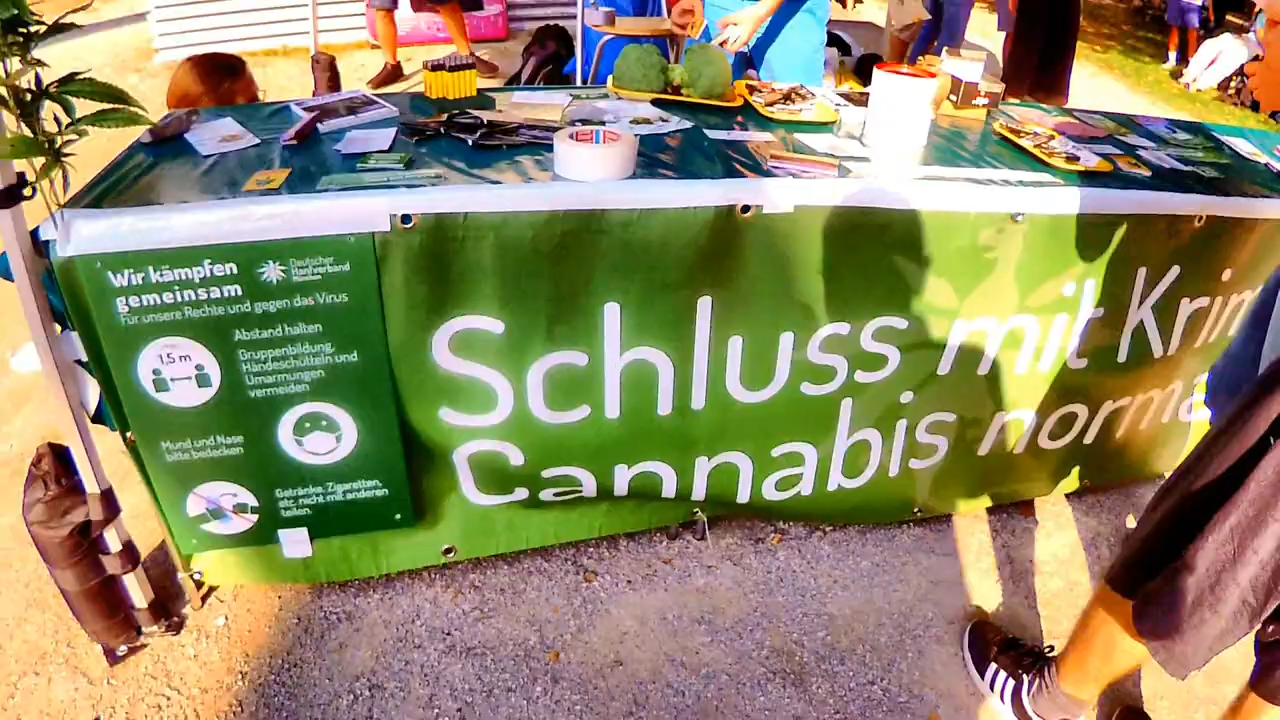 Wir kämpfen
gemeinsam
Deutscher
Hanfverband
München
Für unsere Rechte und gegen das Virus
1,5 m
Abstand halten
Gruppenbildung,
Händeschütteln und
Umarmungen
vermeiden
Mund und Nase
bitte bedecken
Getränke, Zigaretten,
etc. nicht mit anderen
teilen.
Schluss mit Krim
Cannabis norma